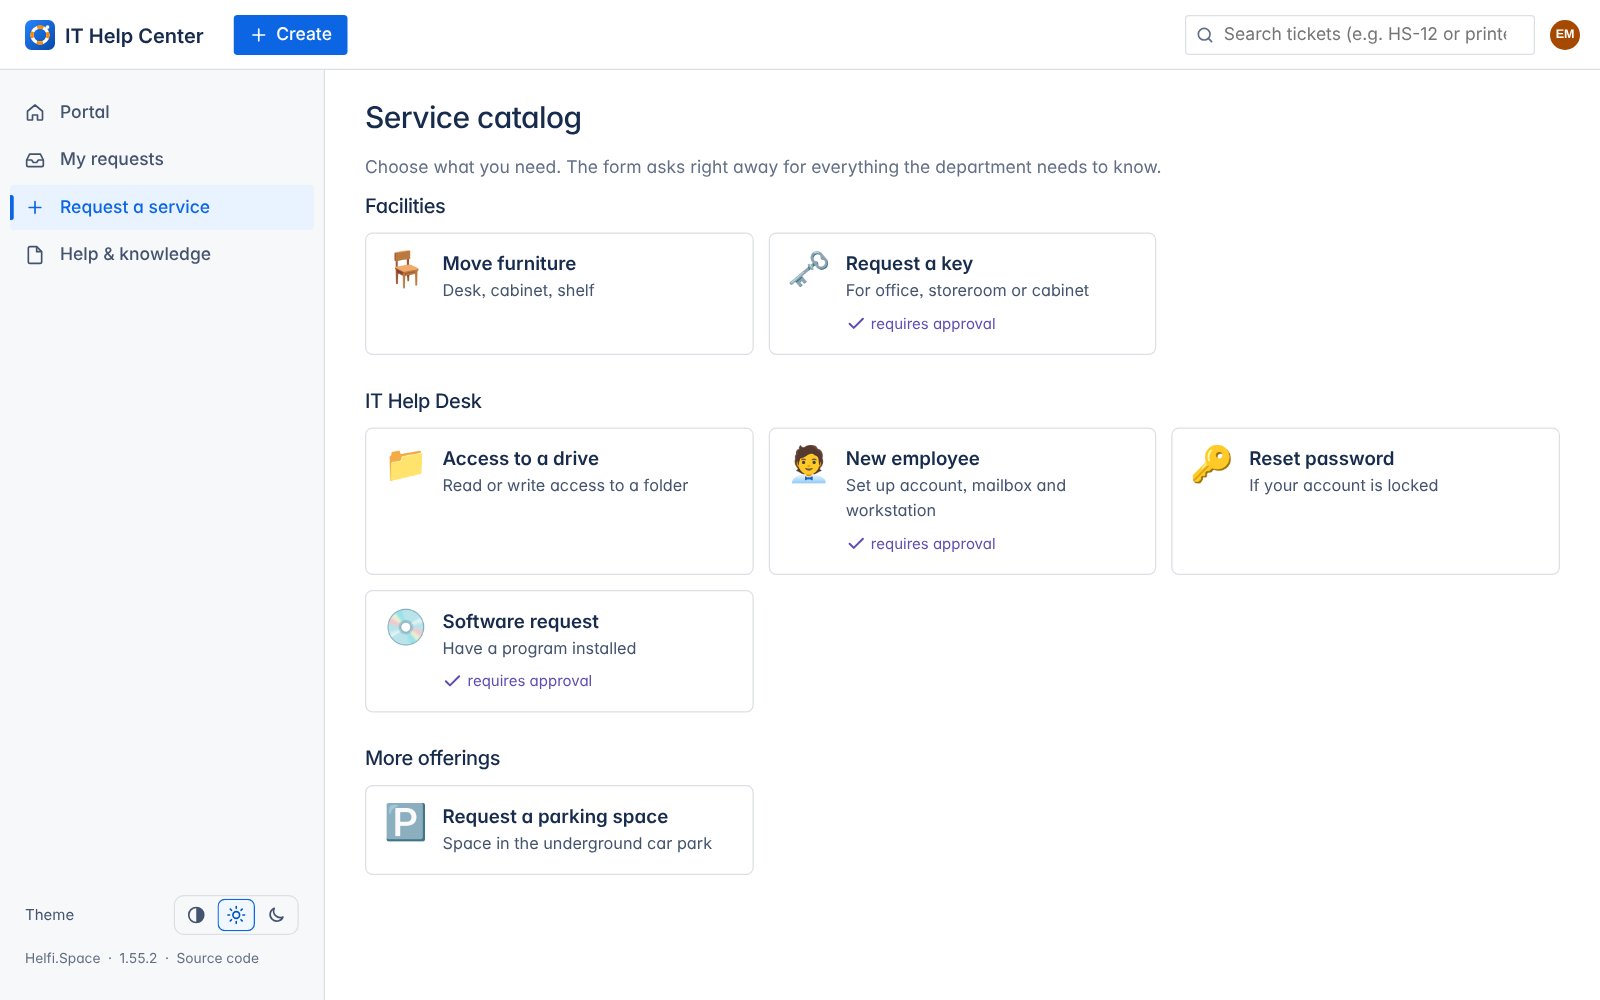 IT Help Center
Create
Search tickets (e.g. HS-12 or printe
EM
Portal
My requests
Request a service
Help & knowledge
Service catalog
Choose what you need. The form asks right away for everything the department needs to know.
Facilities
Move furniture
Desk, cabinet, shelf
Request a key
For office, storeroom or cabinet
requires approval
IT Help Desk
Access to a drive
Read or write access to a folder
New employee
Set up account, mailbox and
workstation
requires approval
Reset password
If your account is locked
Software request
Have a program installed
requires approval
More offerings
P
Request a parking space
Space in the underground car park
Theme
Helfi.Space · 1.55.2 · Source code